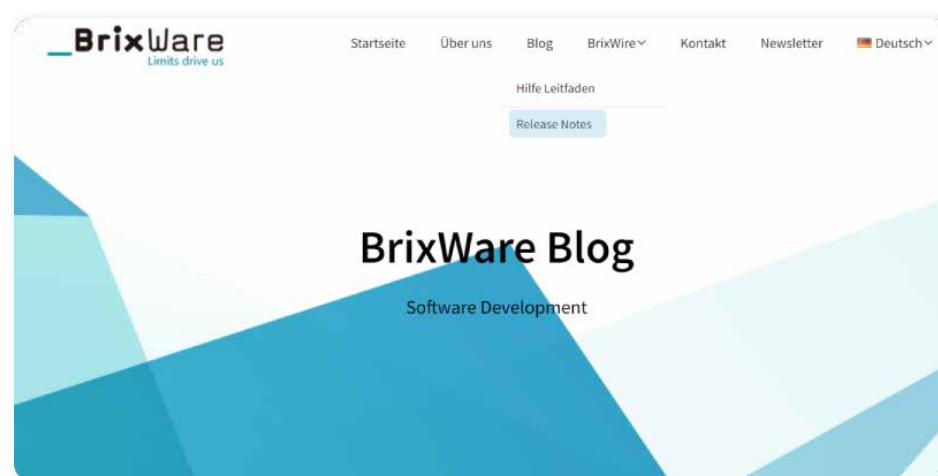 _BrixWare
Limits drive us
Startseite Über uns Blog BrixWire Kontakt Newsletter Deutsch
Hilfe Leitfaden
Release Notes
BrixWare Blog
Software Development